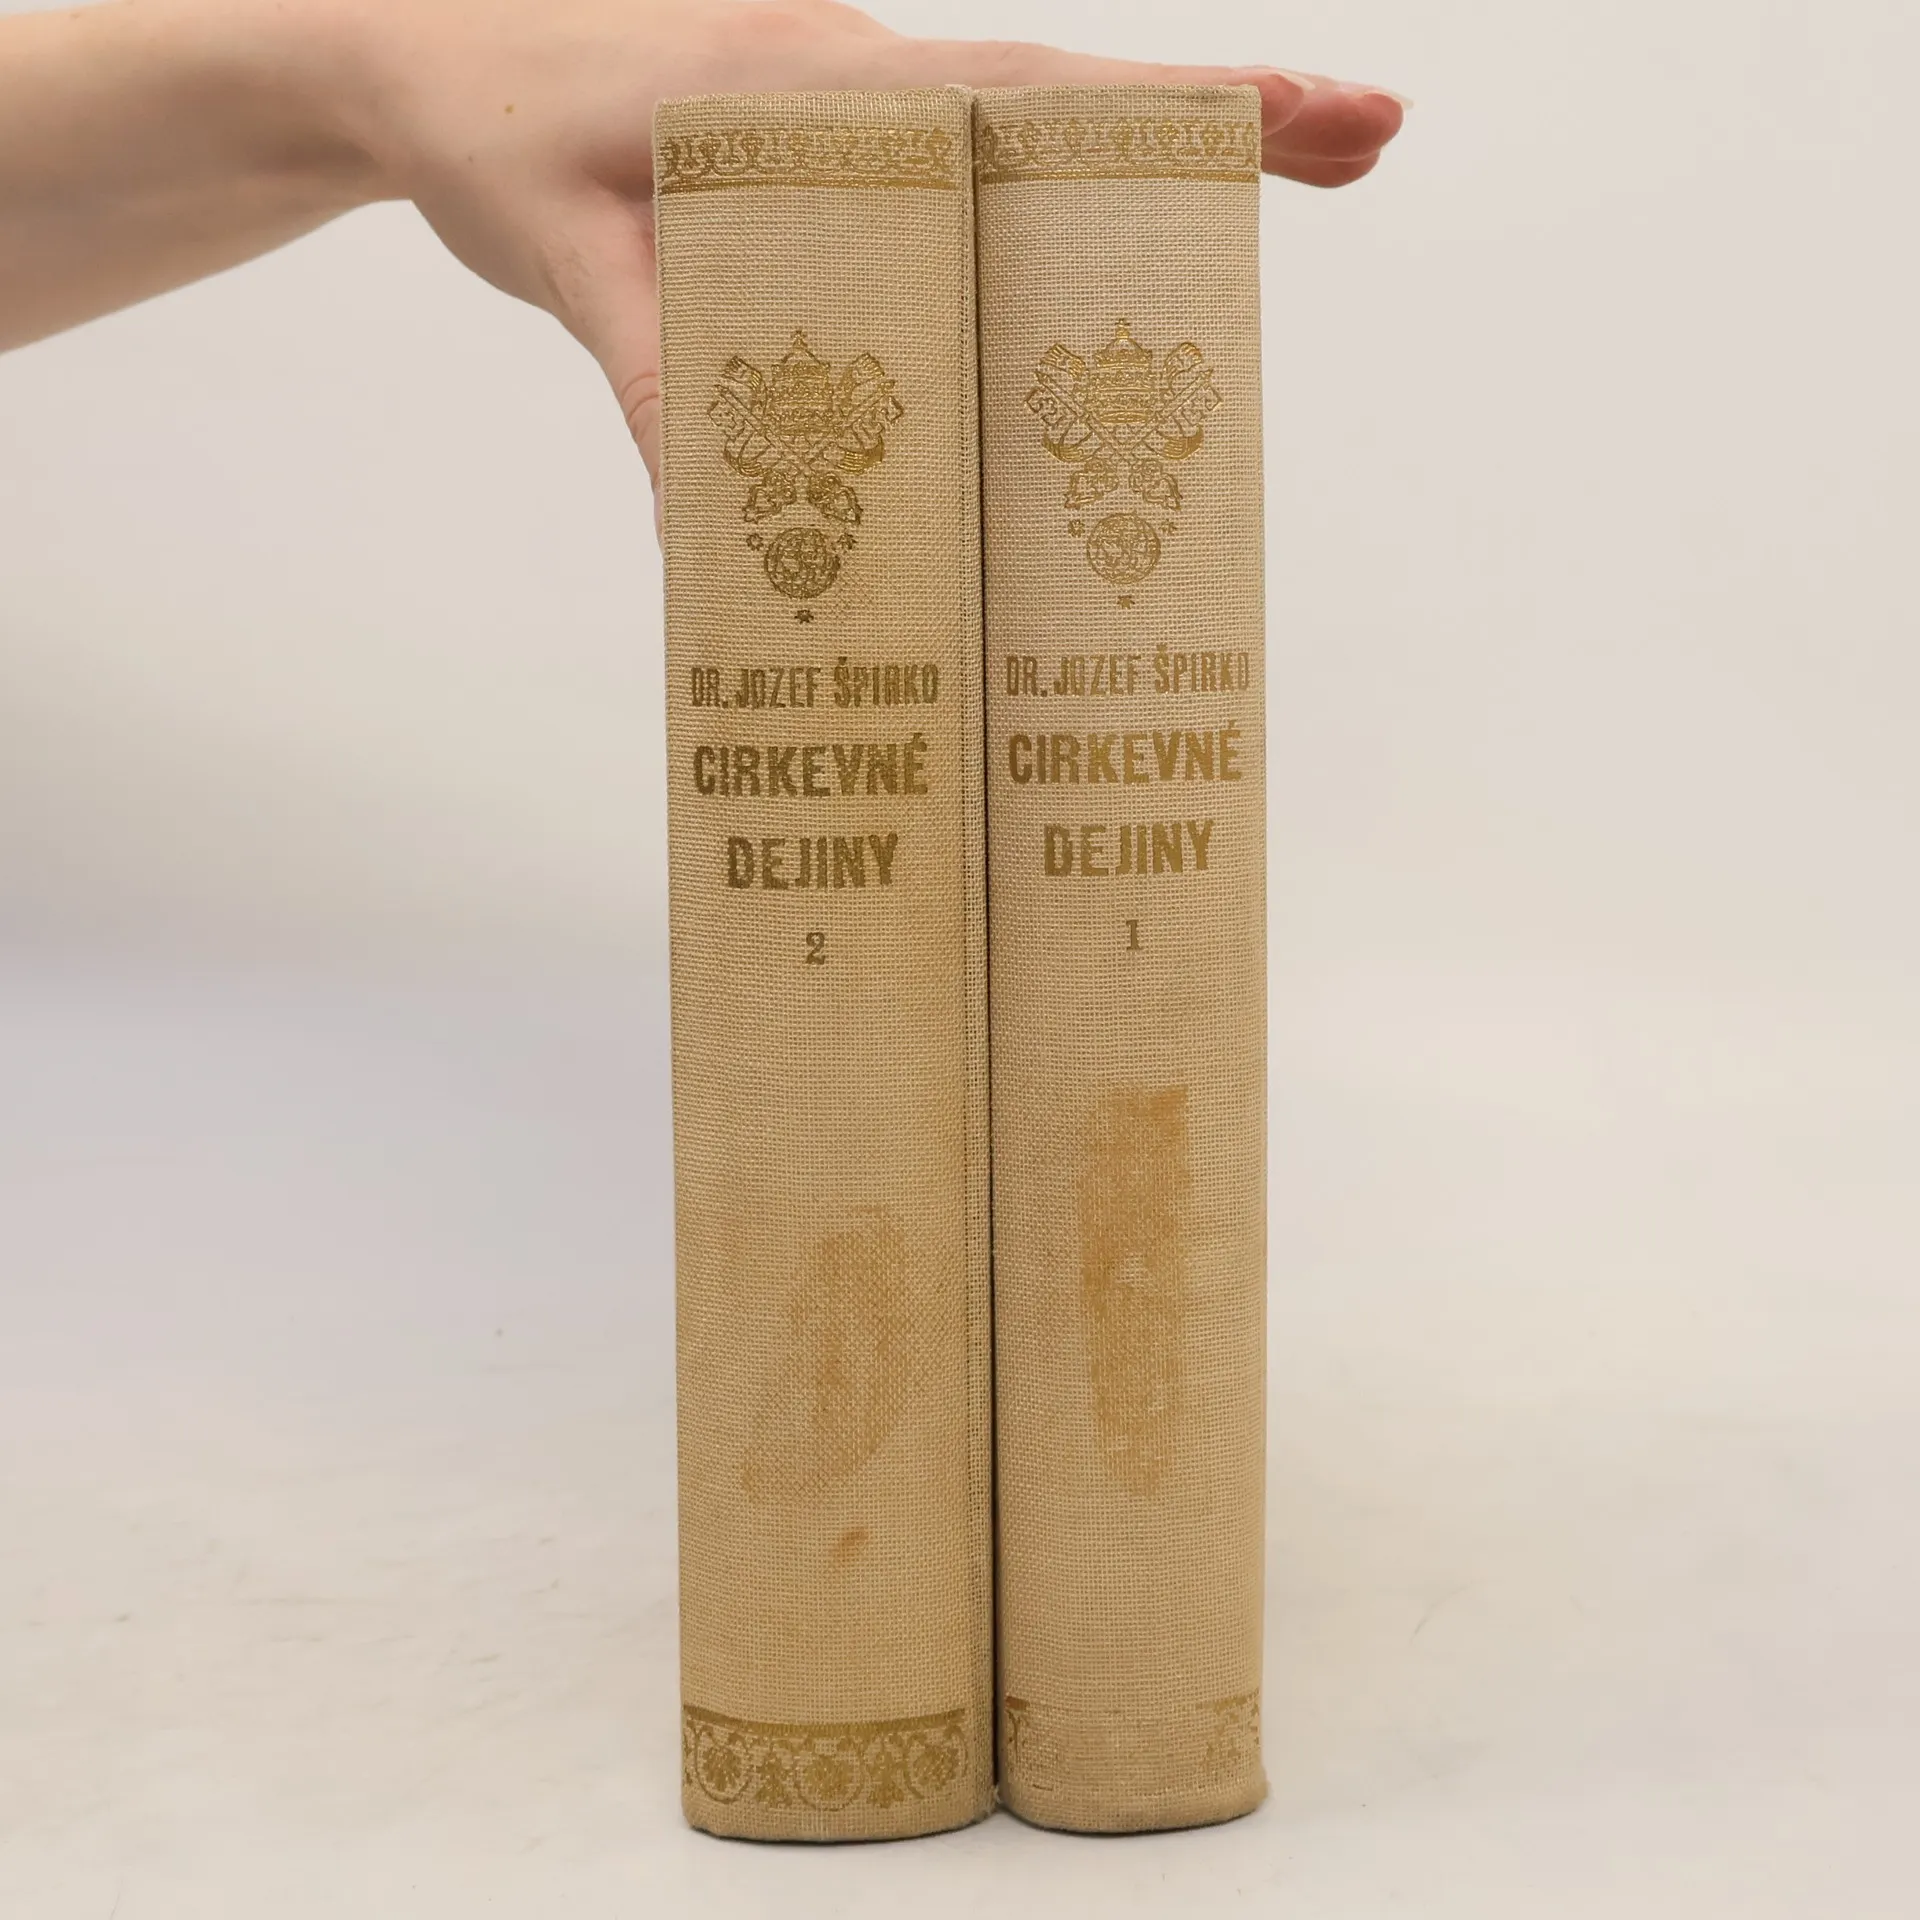 DR. JOZEF ŠPIRKO
CIRKEVNÉ
DEJINY
2
DR. JOZEF ŠPIRKO
CIRKEVNÉ
DEJINY
1